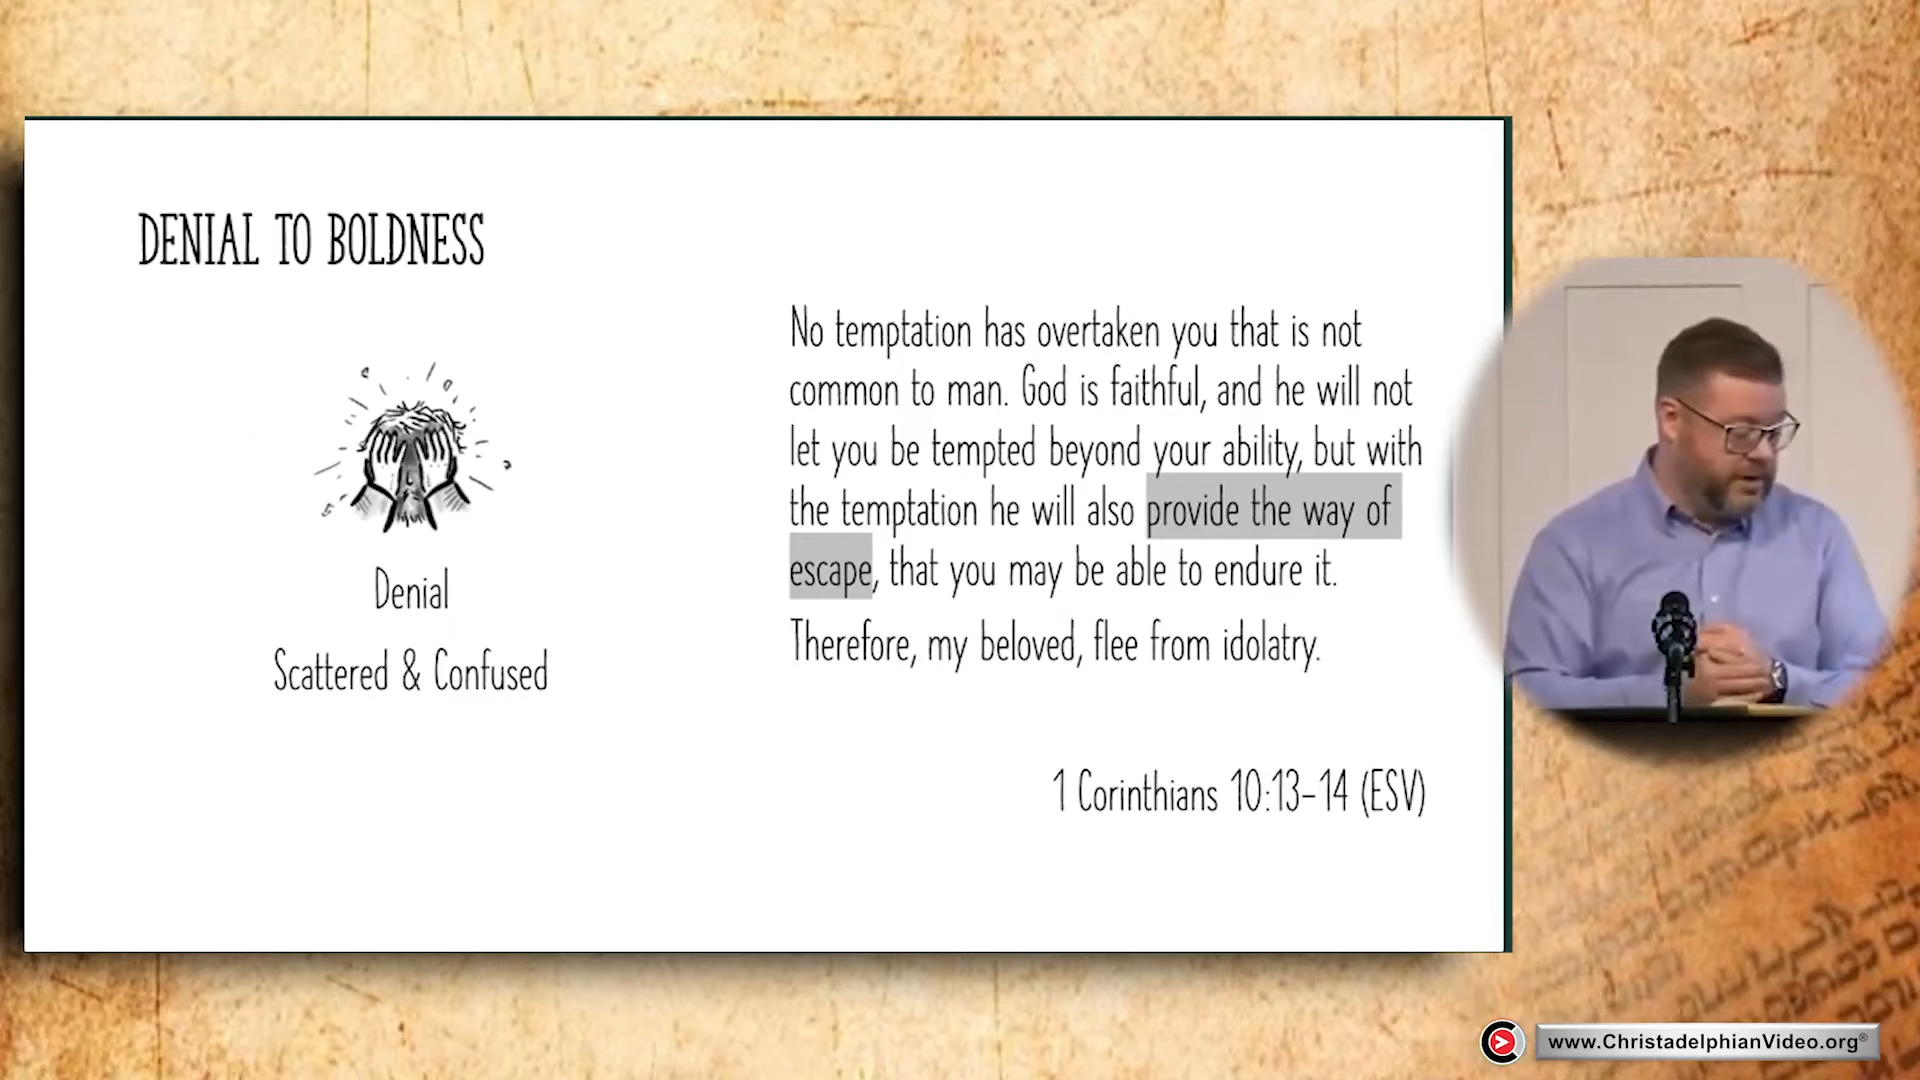 DENIAL TO BOLDNESS
Denial
Scattered & Confused
No temptation has overtaken you that is not
common to man. God is faithful, and he will not
let you be tempted beyond your ability, but with
the temptation he will also provide the way of
escape, that you may be able to endure it.
Therefore, my beloved, flee from idolatry.
1 Corinthians 10:13–14 (ESV)
www.ChristadelphianVideo.org®